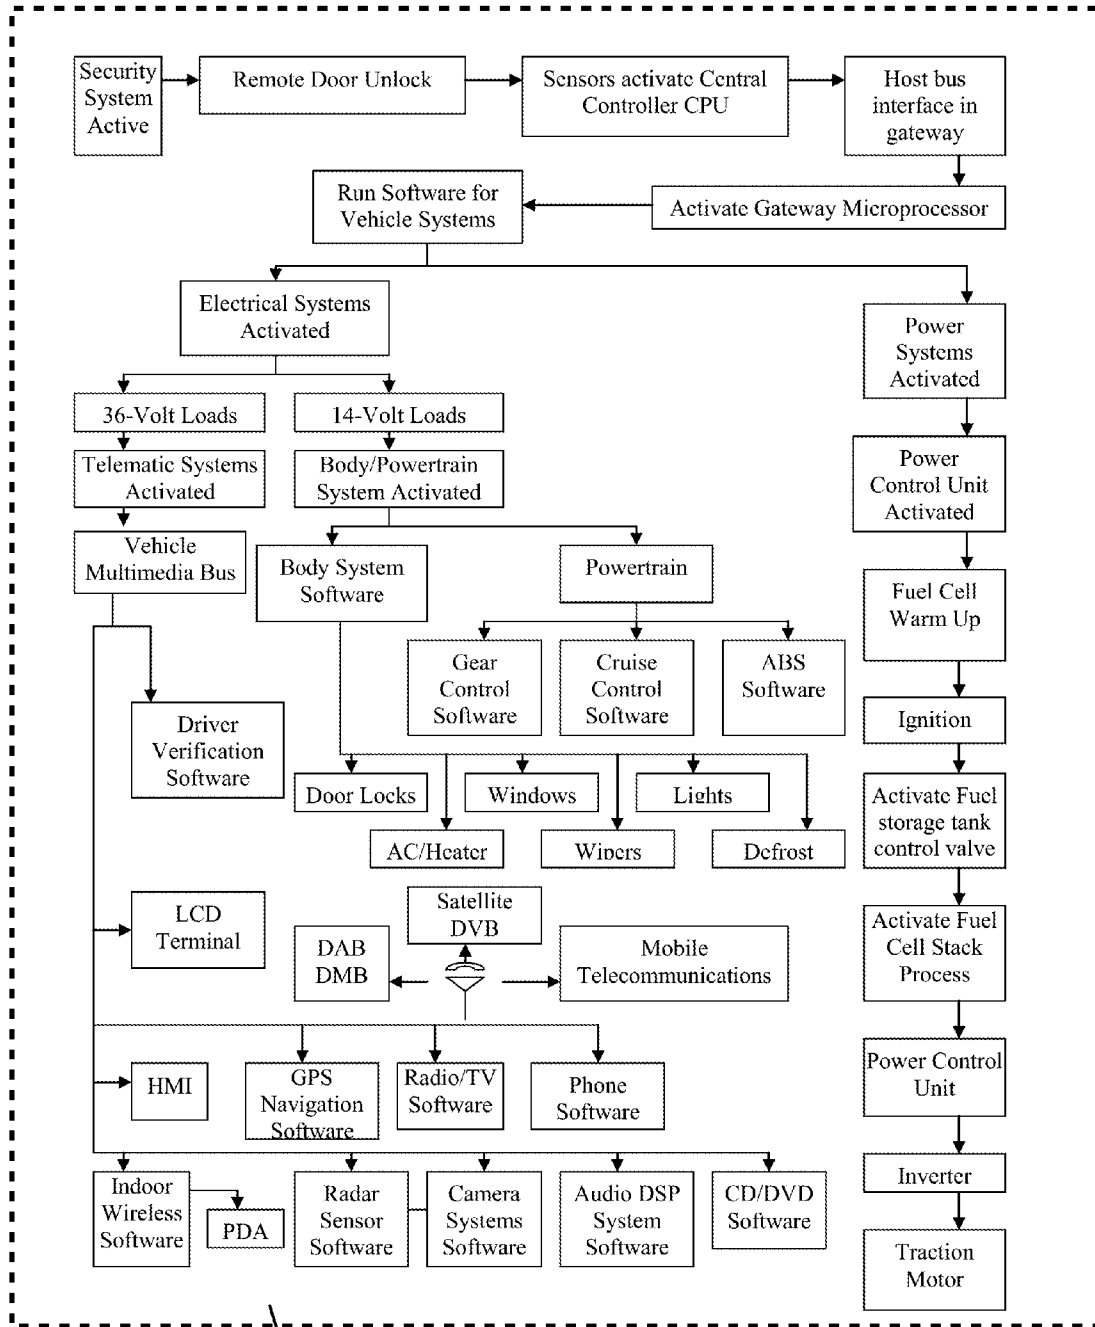 Security
System
Active
Remote Door Unlock
Sensors activate Central
Controller CPU
Host bus
interface in
gateway
Activate Gateway Microprocessor
Run Software for
Vehicle Systems
Electrical Systems
Activated
Power
Systems
Activated
36-Volt Loads
14-Volt Loads
Telematic Systems
Activated
Body/Powertrain
System Activated
Power
Control Unit
Activated
Vehicle
Multimedia Bus
Body System
Software
Powertrain
Fuel Cell
Warm Up
Gear
Control
Software
Cruise
Control
Software
ABS
Software
Ignition
Driver
Verification
Software
Door Locks
Windows
Lights
Activate Fuel
storage tank
control valve
AC/Heater
Wipers
Defrost
LCD
Terminal
Satellite
DVB
DAB
DMB
Mobile
Telecommunications
Activate Fuel
Cell Stack
Process
HMI
GPS
Navigation
Software
Radio/TV
Software
Phone
Software
Power Control
Unit
Indoor
Wireless
Software
PDA
Radar
Sensor
Software
Camera
Systems
Software
Audio DSP
System
Software
CD/DVD
Software
Inverter
Traction
Motor